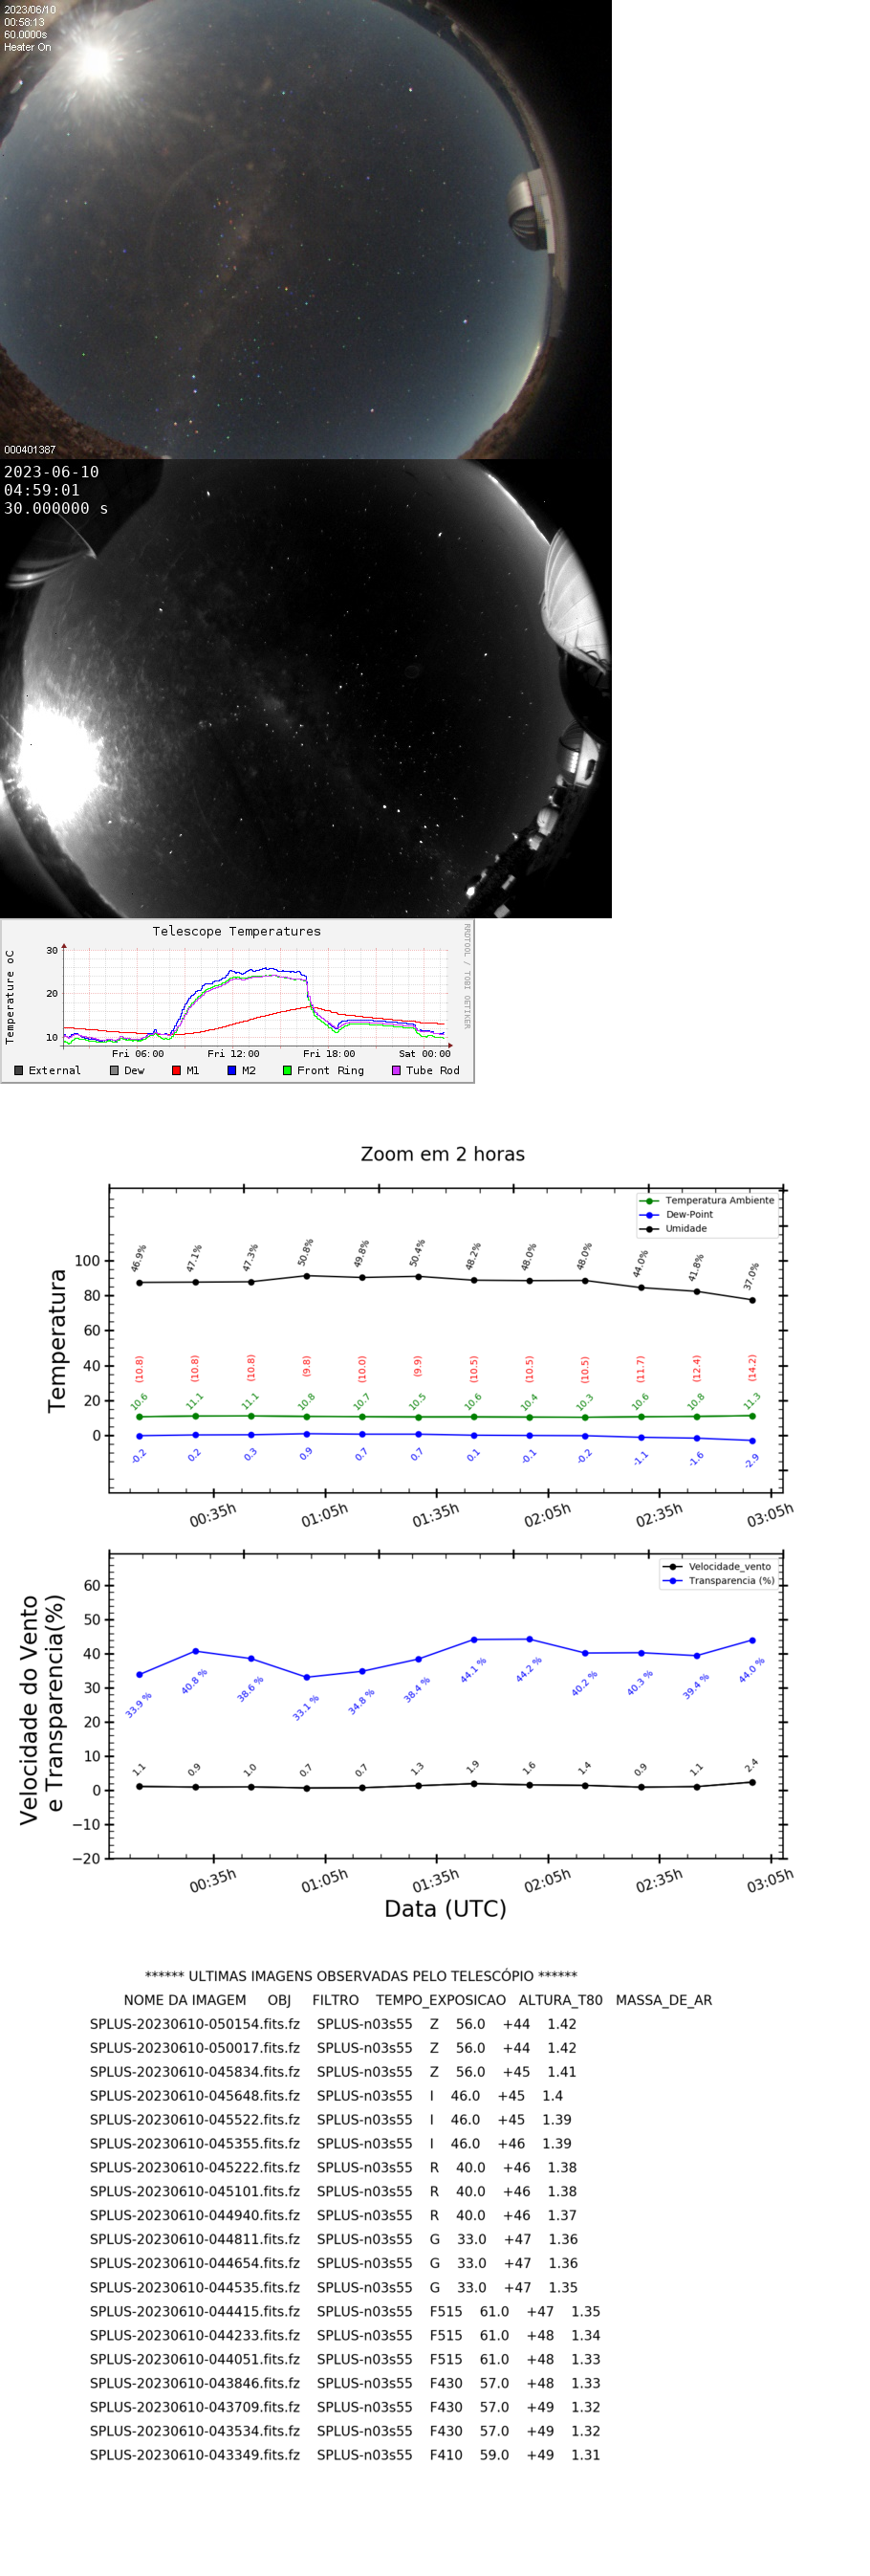 2023/06/10
00:58:13
60.0000s
Heater On
000401387
2023-06-10
04:59:01
30.000000 s
Telescope Temperatures
RRDTOOL / TOBI OETIKER
Temperature oC
30
20
10
Fri 06:00 Fri 12:00 Fri 18:00 Sat 00:00
External Dew M1 M2 Front Ring Tube Rod
Zoom em 2 horas
Temperatura Ambiente
Dew-Point
Umidade
Temperatura
100
80
60
40
20
0
46.9% 47.1% 47.3% 50.8% 49.8% 50.4% 48.2% 48.0% 48.0% 44.0% 41.8% 37.0%
(10.8) (10.8) (10.8) (9.8) (10.0) (9.9) (10.5) (10.5) (10.5) (11.7) (12.4) (14.2)
10.6 11.1 11.1 10.8 10.7 10.5 10.6 10.4 10.3 10.6 10.8 11.3
-0.2 0.2 0.3 0.9 0.7 0.7 0.1 -0.1 -0.2 -1.1 -1.6 -2.9
00:35h 01:05h 01:35h 02:05h 02:35h 03:05h
Velocidade_vento
Transparencia (%)
Velocidade do Vento
e Transparencia(%)
60
50
40
30
20
10
0
−10
−20
33.9 % 40.8 % 38.6 % 33.1 % 34.8 % 38.4 % 44.1 % 44.2 % 40.2 % 40.3 % 39.4 % 44.0 %
1.1 0.9 1.0 0.7 0.7 1.3 1.9 1.6 1.4 0.9 1.1 2.4
00:35h 01:05h 01:35h 02:05h 02:35h 03:05h
Data (UTC)
****** ULTIMAS IMAGENS OBSERVADAS PELO TELESCÓPIO ******
NOME DA IMAGEM OBJ FILTRO TEMPO_EXPOSICAO ALTURA_T80 MASSA_DE_AR
SPLUS-20230610-050154.fits.fz SPLUS-n03s55 Z 56.0 +44 1.42
SPLUS-20230610-050017.fits.fz SPLUS-n03s55 Z 56.0 +44 1.42
SPLUS-20230610-045834.fits.fz SPLUS-n03s55 Z 56.0 +45 1.41
SPLUS-20230610-045648.fits.fz SPLUS-n03s55 I 46.0 +45 1.4
SPLUS-20230610-045522.fits.fz SPLUS-n03s55 I 46.0 +45 1.39
SPLUS-20230610-045355.fits.fz SPLUS-n03s55 I 46.0 +46 1.39
SPLUS-20230610-045222.fits.fz SPLUS-n03s55 R 40.0 +46 1.38
SPLUS-20230610-045101.fits.fz SPLUS-n03s55 R 40.0 +46 1.38
SPLUS-20230610-044940.fits.fz SPLUS-n03s55 R 40.0 +46 1.37
SPLUS-20230610-044811.fits.fz SPLUS-n03s55 G 33.0 +47 1.36
SPLUS-20230610-044654.fits.fz SPLUS-n03s55 G 33.0 +47 1.36
SPLUS-20230610-044535.fits.fz SPLUS-n03s55 G 33.0 +47 1.35
SPLUS-20230610-044415.fits.fz SPLUS-n03s55 F515 61.0 +47 1.35
SPLUS-20230610-044233.fits.fz SPLUS-n03s55 F515 61.0 +48 1.34
SPLUS-20230610-044051.fits.fz SPLUS-n03s55 F515 61.0 +48 1.33
SPLUS-20230610-043846.fits.fz SPLUS-n03s55 F430 57.0 +48 1.33
SPLUS-20230610-043709.fits.fz SPLUS-n03s55 F430 57.0 +49 1.32
SPLUS-20230610-043534.fits.fz SPLUS-n03s55 F430 57.0 +49 1.32
SPLUS-20230610-043349.fits.fz SPLUS-n03s55 F410 59.0 +49 1.31